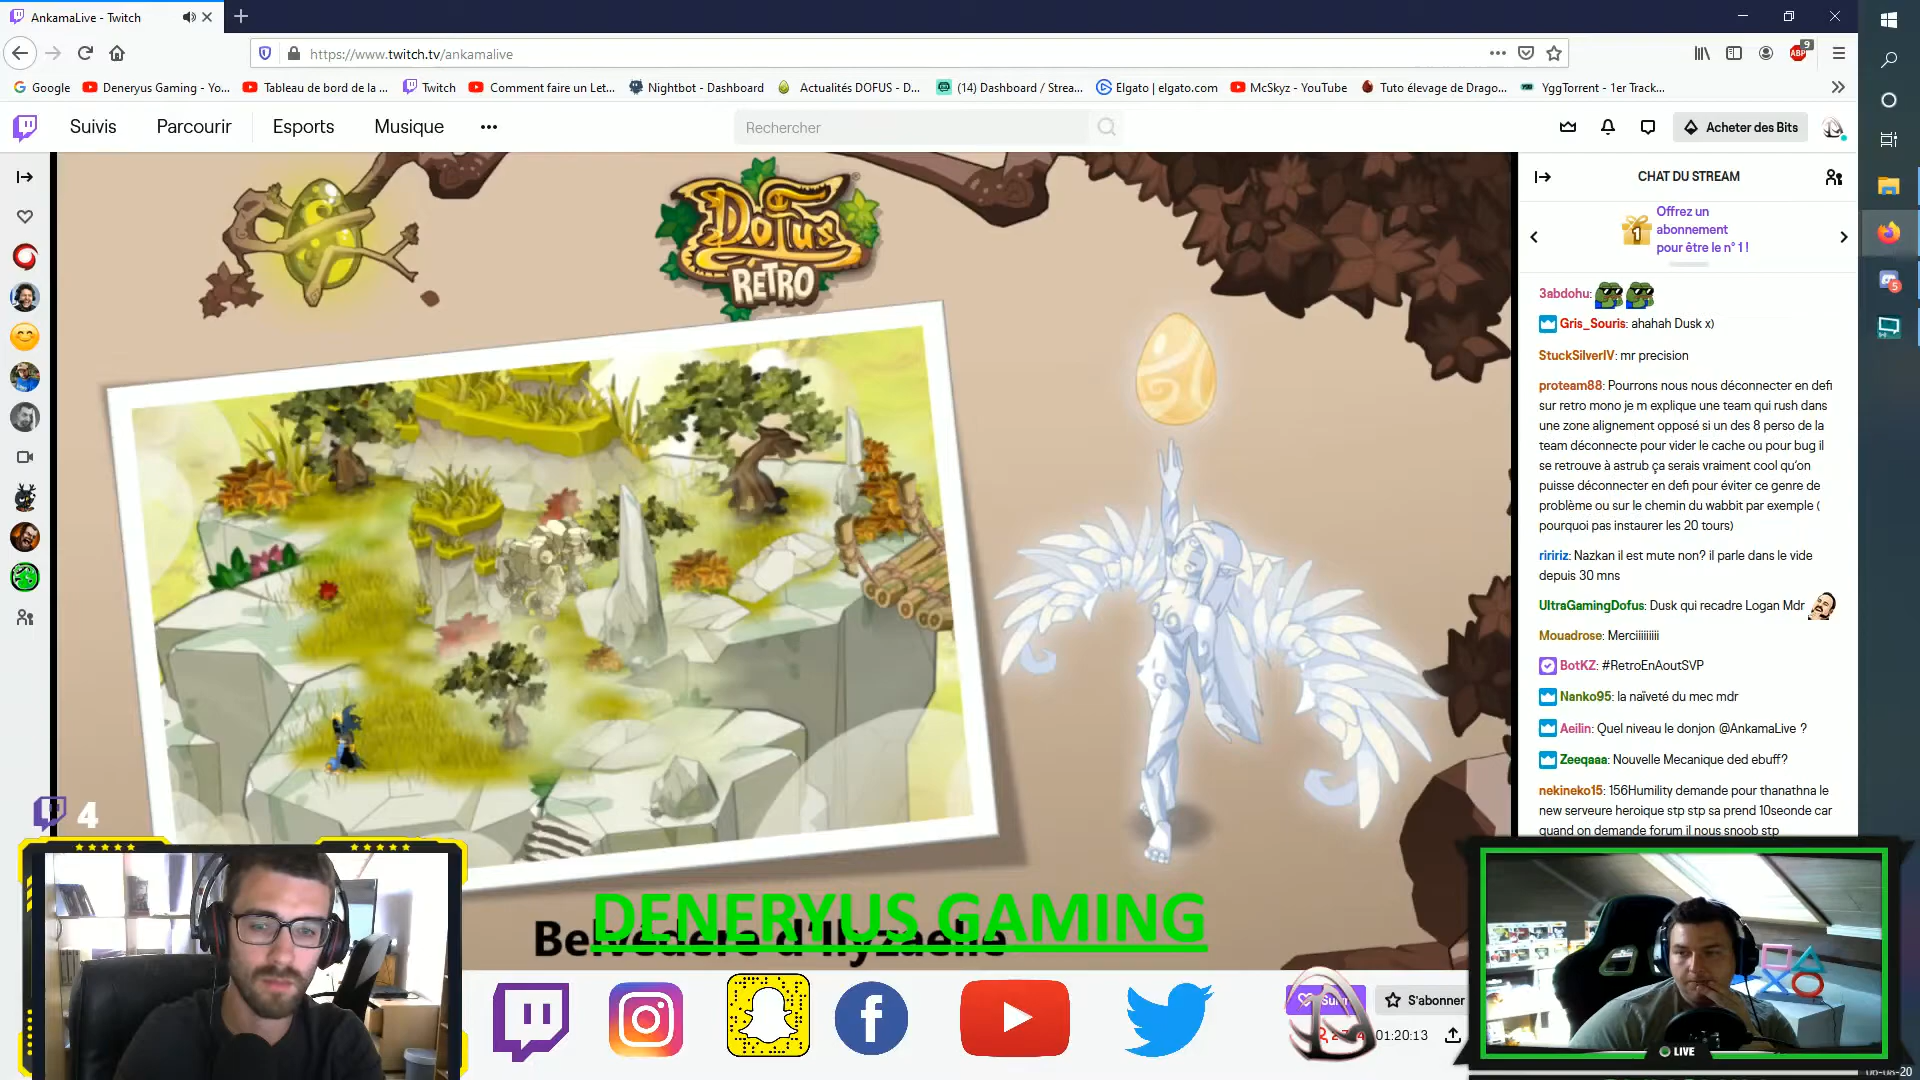 AnkamaLive - Twitch
https://www.twitch.tv/ankamalive
9
Google
Deneryus Gaming - Yo...
Tableau de bord de la ...
Twitch
Comment faire un Let...
Nightbot - Dashboard
Actualités DOFUS - D...
(14) Dashboard / Strea...
Elgato | elgato.com
McSkyz - YouTube
Tuto élevage de Drago...
YggTorrent - 1er Track...
Suivis
Parcourir
Esports
Musique
Rechercher
Acheter des Bits
CHAT DU STREAM
1
Offrez un
abonnement
pour être le n° 1 !
DOFUS
RETRO
5
3abdohu:
Gris_Souris: ahahah Dusk x)
StuckSilverIV: mr precision
proteam88: Pourrons nous nous déconnecter en defi
sur retro mono je m explique une team qui rush dans
une zone alignement opposé si un des 8 perso de la
team déconnecte pour vider le cache ou pour bug il
se retrouve à astrub ça serais vraiment cool qu'on
puisse déconnecter en defi pour éviter ce genre de
problème ou sur le chemin du wabbit par exemple (
pourquoi pas instaurer les 20 tours)
riririz: Nazkan il est mute non? il parle dans le vide
depuis 30 mns
UltraGamingDofus: Dusk qui recadre Logan Mdr
Mouadrose: Merciiiiiiiii
BotKZ: #RetroEnAoutSVP
Nanko95: la naïveté du mec mdr
Aeilin: Quel niveau le donjon @AnkamaLive ?
Zeeqaaa: Nouvelle Mecanique ded ebuff?
nekineko15: 156Humility demande pour thanathna le
new serveure heroique stp stp sa prend 10seonde car
quand on demande forum il nous snoob stp
4
DENERYUS GAMING
Belvédère d'Ilyzaelle
S'abonner
01:20:13
LIVE